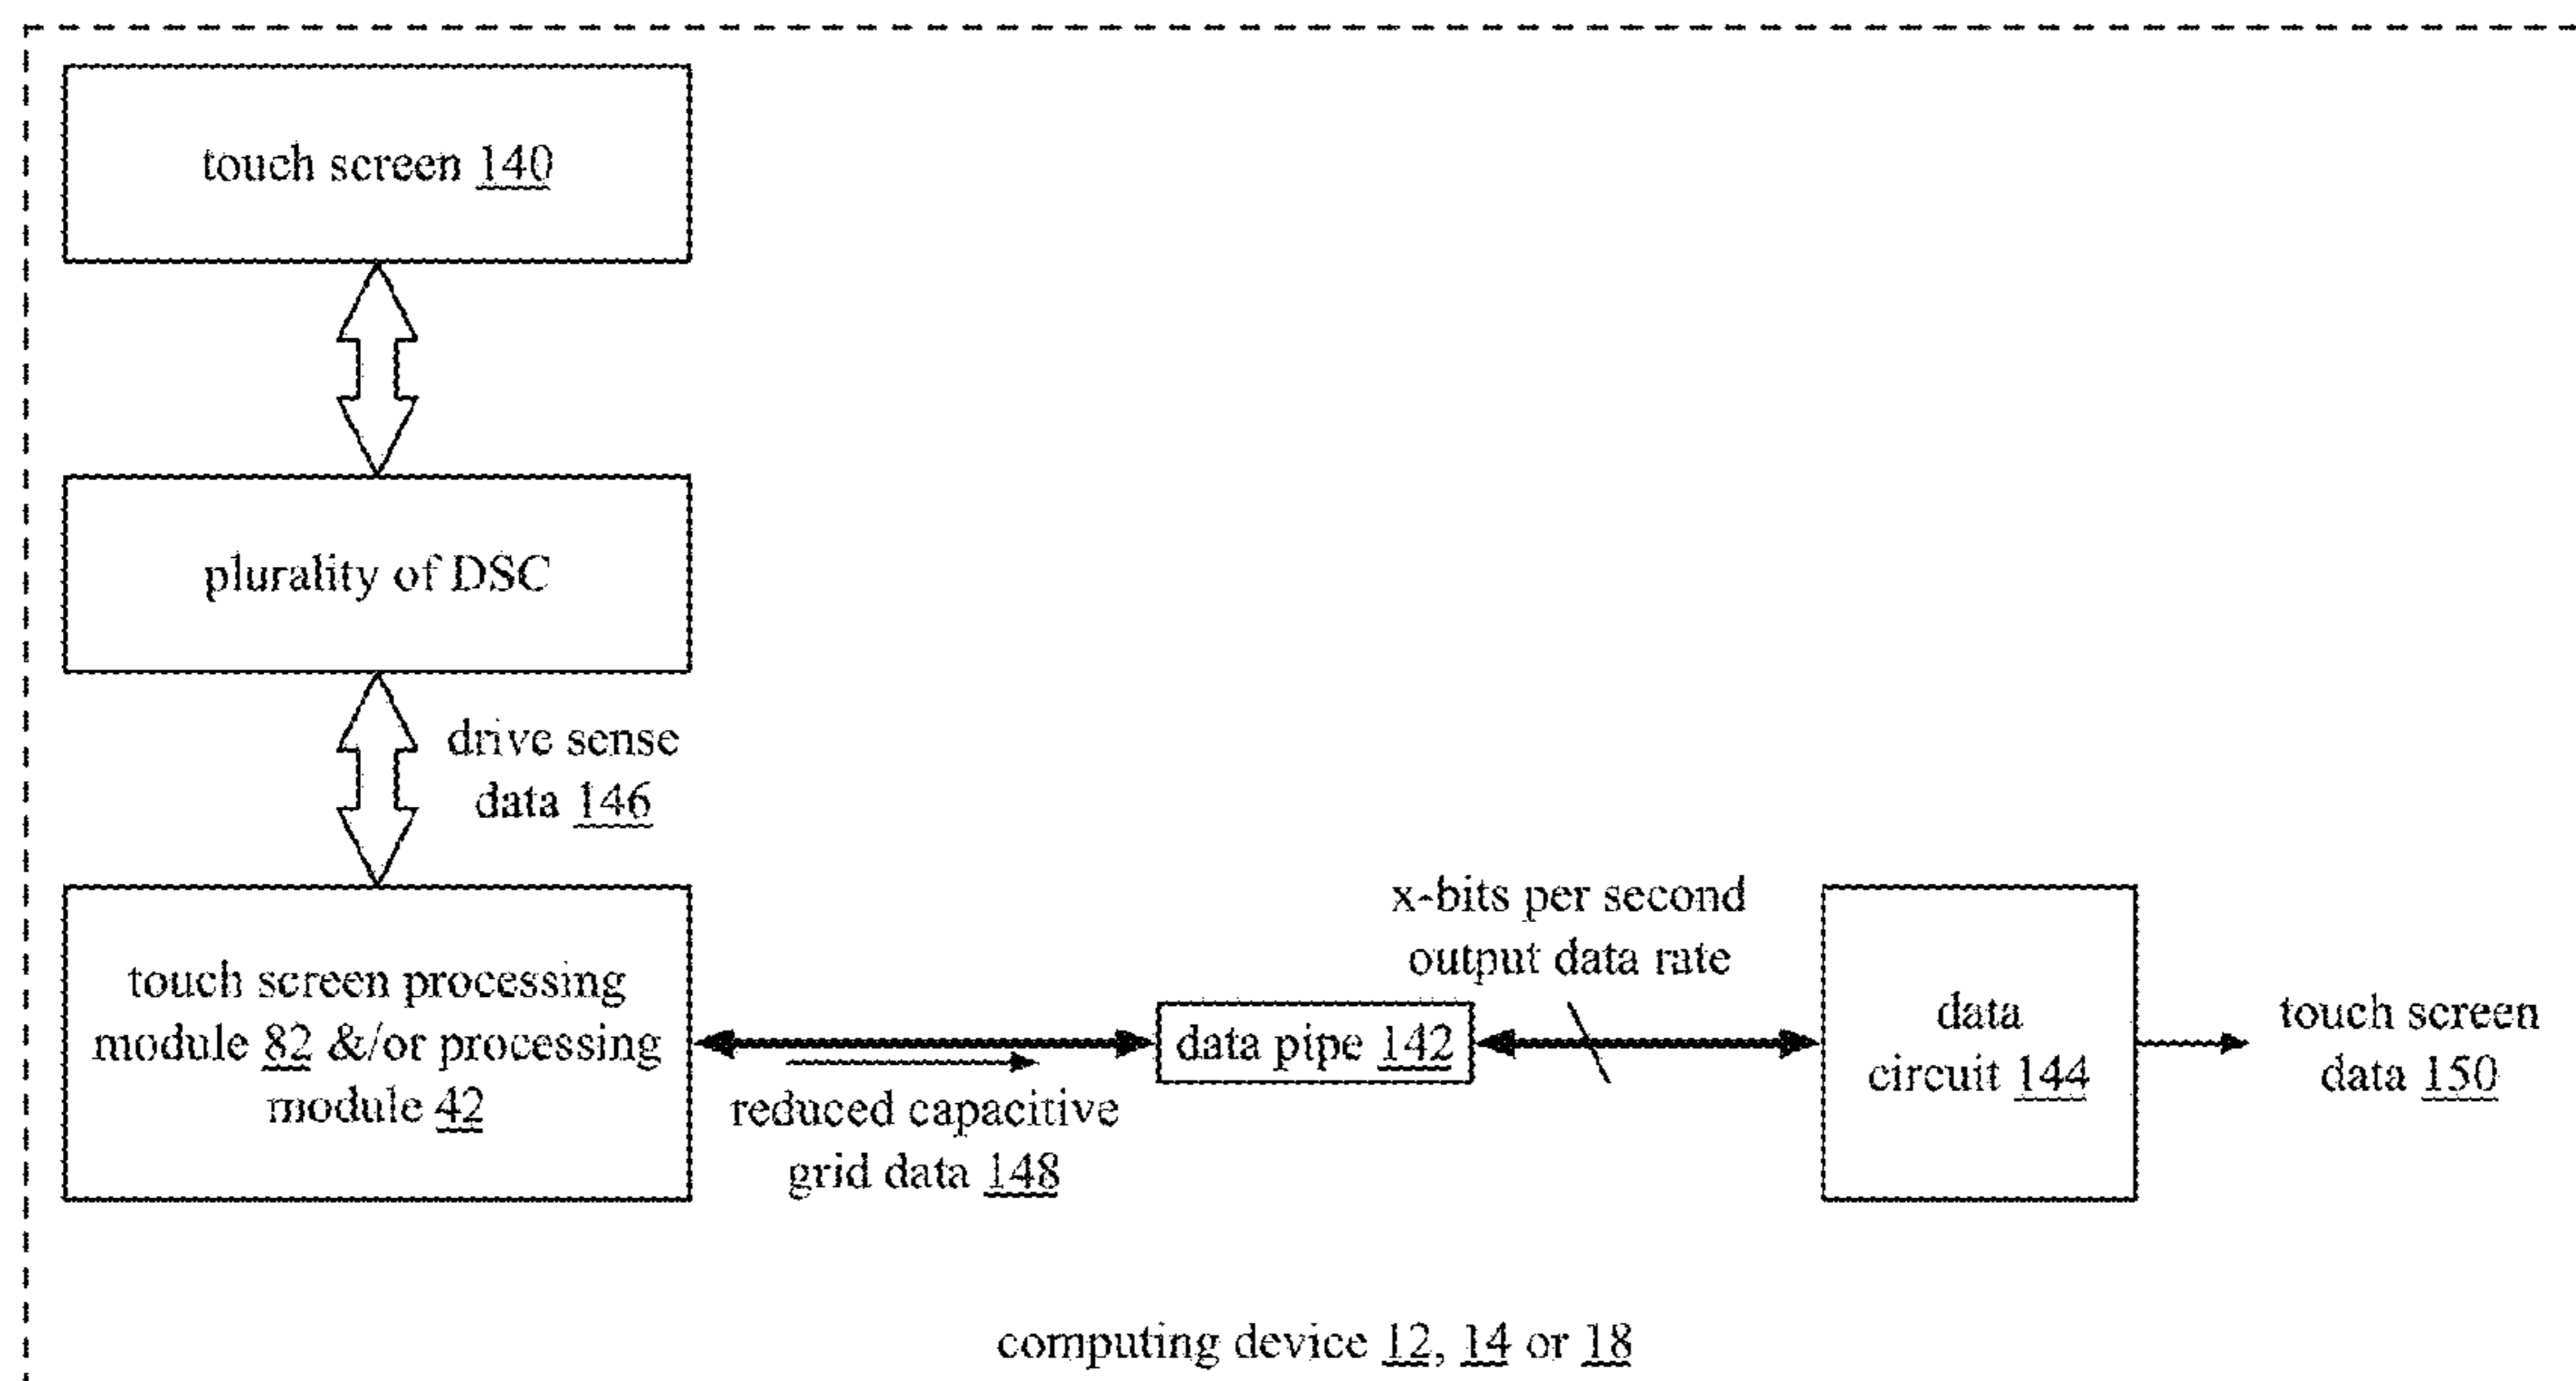 touch screen 140
plurality of DSC
drive sense
data 146
touch screen processing
module 82 &/or processing
module 42
reduced capacitive
grid data 148
data pipe 142
x-bits per second
output data rate
data
circuit 144
touch screen
data 150
computing device 12, 14 or 18